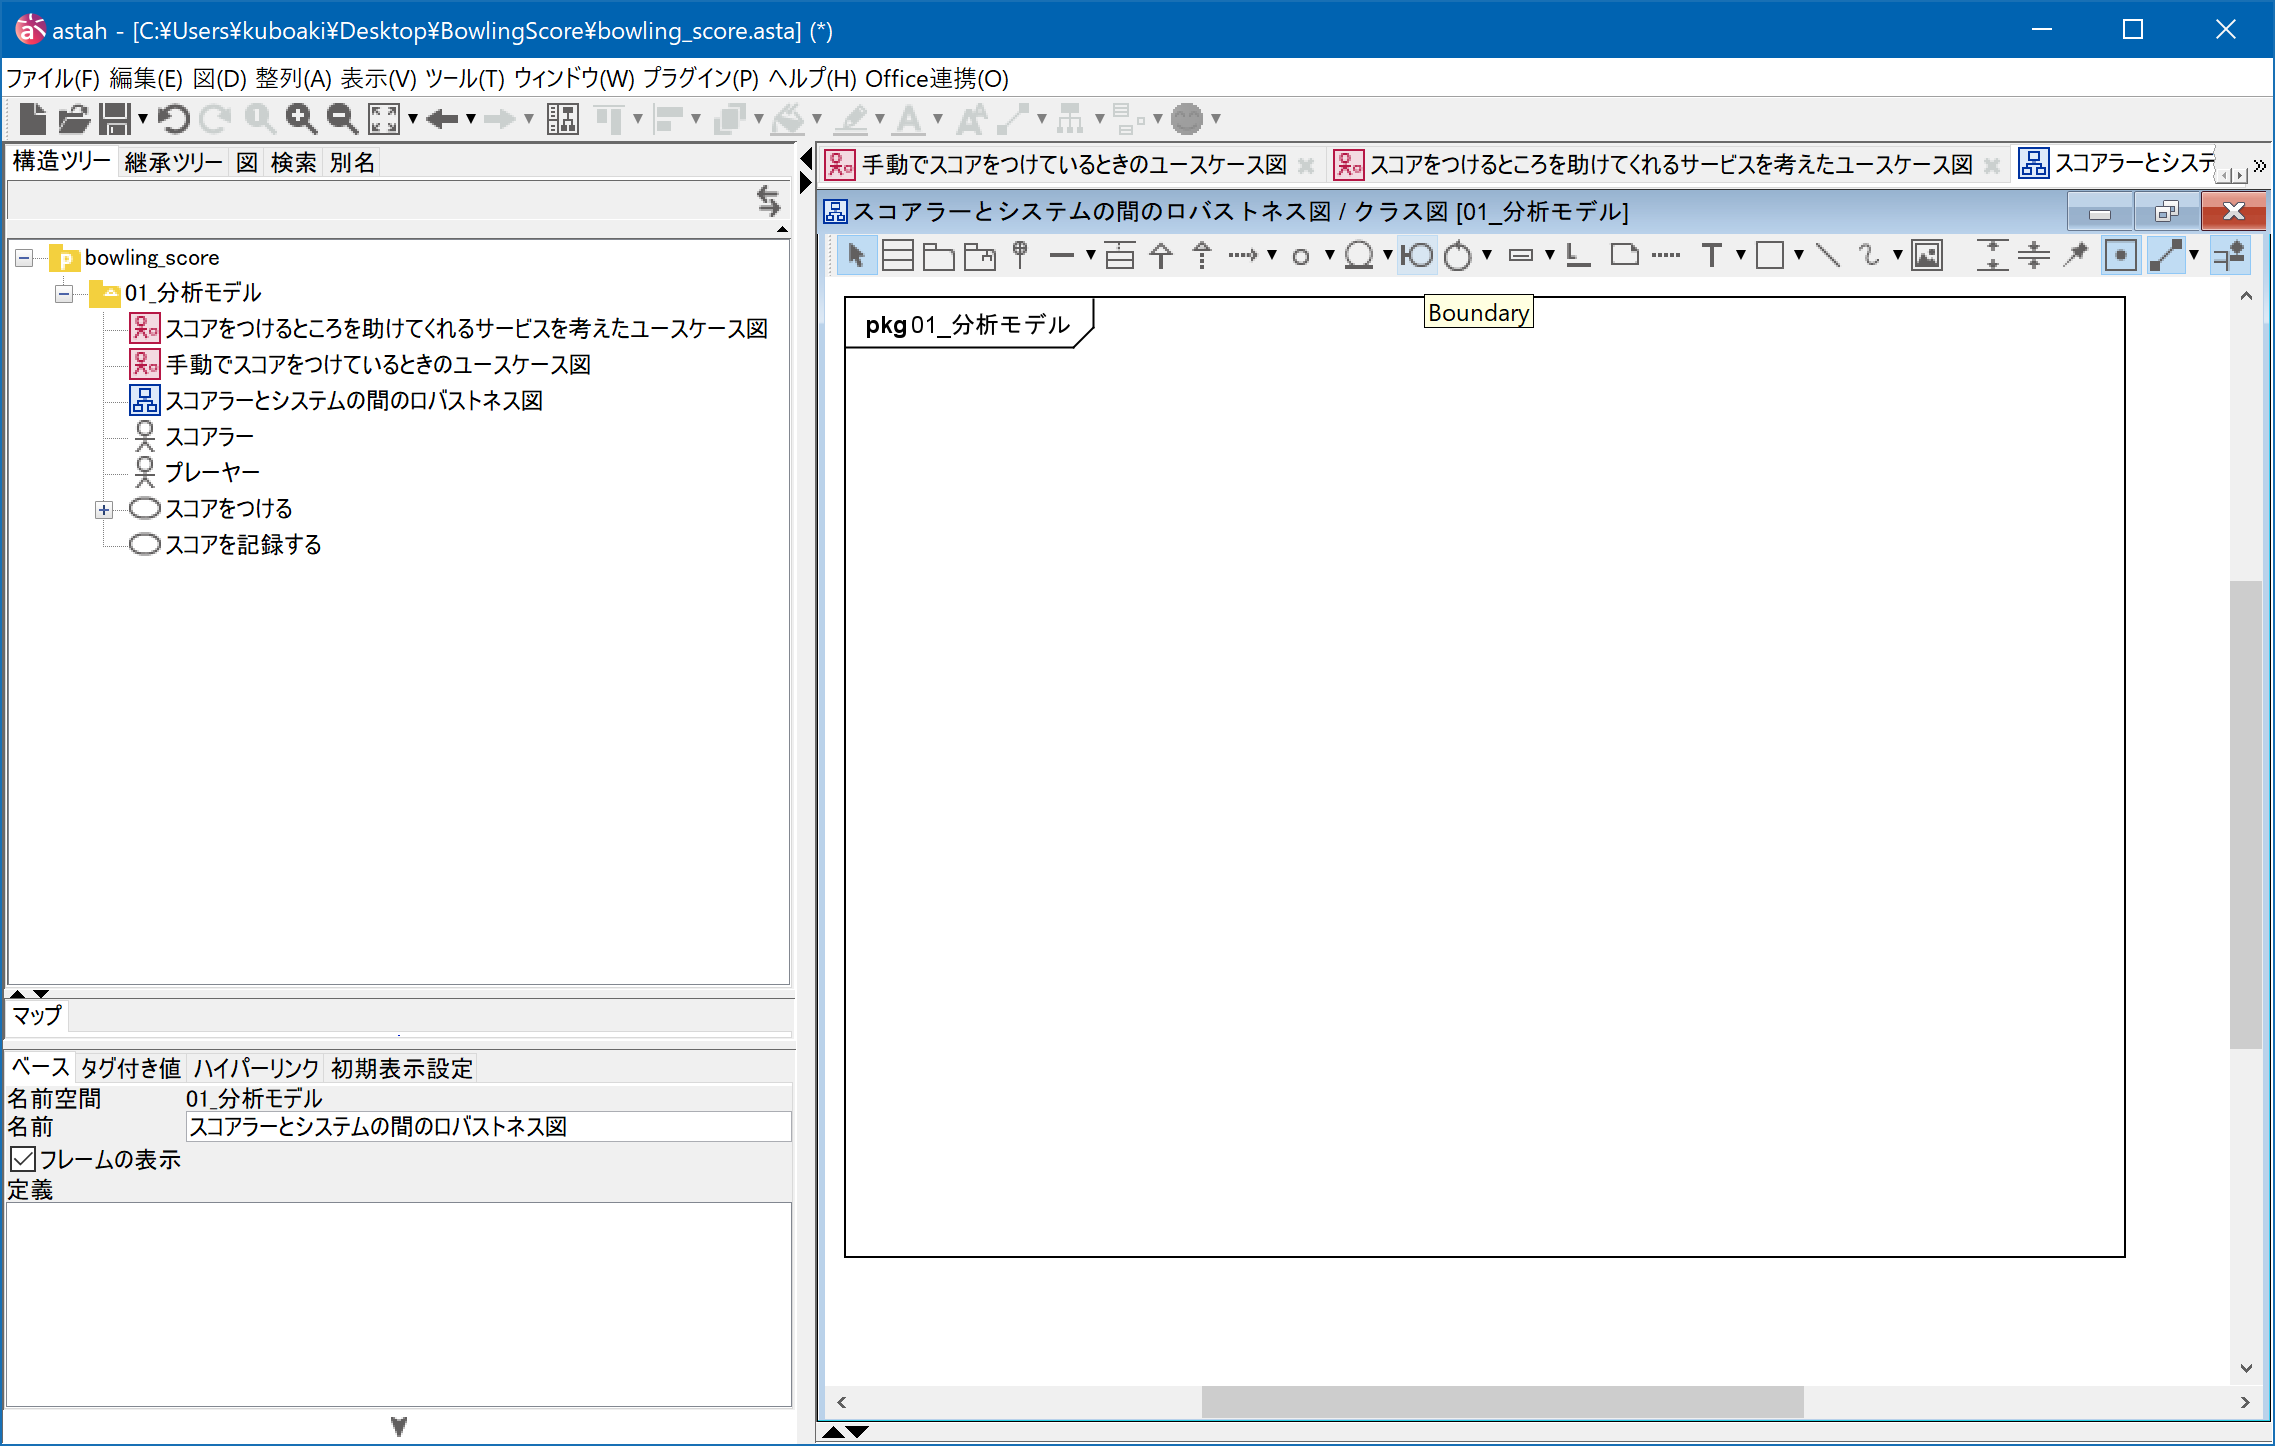 astah - [C:¥Users¥kuboaki¥Desktop¥BowlingScore¥bowling_score.asta] (*)
ファイル(F) 編集(E) 図(D) 整列(A) 表示(V) ツール(T) ウィンドウ(W) プラグイン(P) ヘルプ(H) Office連携(O)
構造ツリー 継承ツリー 図 検索 別名
bowling_score
01_分析モデル
スコアをつけるところを助けてくれるサービスを考えたユースケース図
手動でスコアをつけているときのユースケース図
スコアラーとシステムの間のロバストネス図
スコアラー
プレーヤー
スコアをつける
スコアを記録する
マップ
ベース タグ付き値 ハイパーリンク 初期表示設定
名前空間 01_分析モデル
名前 スコアラーとシステムの間のロバストネス図
フレームの表示
定義
手動でスコアをつけているときのユースケース図 スコアをつけるところを助けてくれるサービスを考えたユースケース図 スコアラーとシステ
スコアラーとシステムの間のロバストネス図 / クラス図 [01_分析モデル]
Boundary
pkg 01_分析モデル